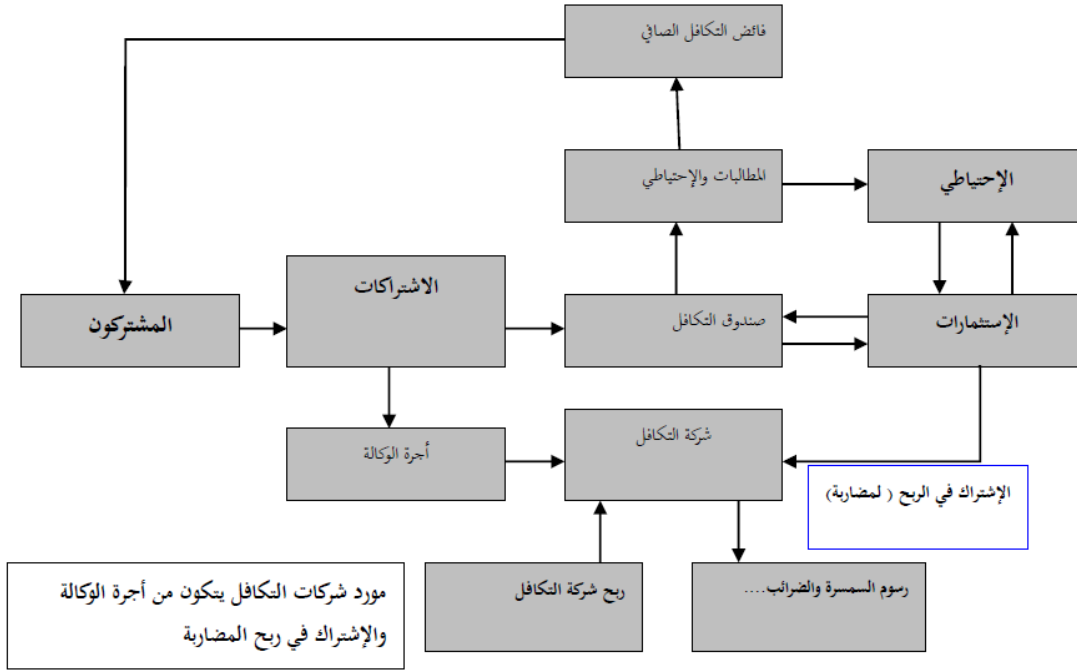 فائض التكافل الصافي
المطالبات والإحتياطي
الإحتياطي
الاشتراكات
المشتركون
صندوق التكافل
الإستثمارات
أجرة الوكالة
شركة التكافل
الإشتراك في الربح ( لمضاربة)
ربح شركة التكافل
رسوم السمسرة والضرائب....
مورد شركات التكافل يتكون من أجرة الوكالة
والإشتراك في ربح المضاربة